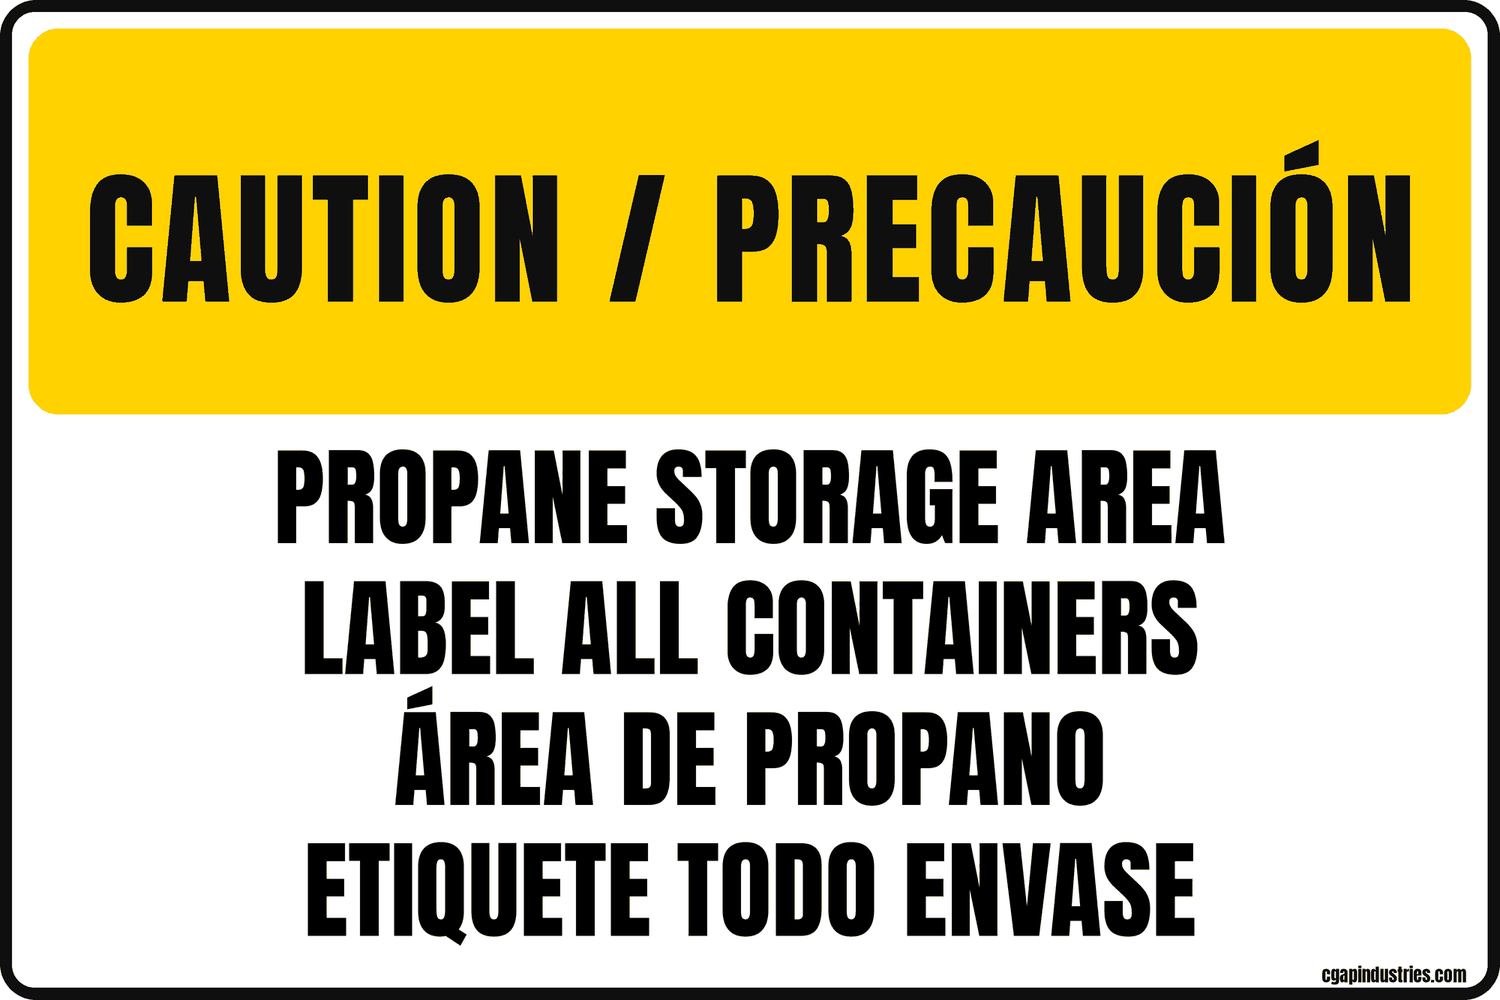 CAUTION / PRECAUCIÓN
PROPANE STORAGE AREA
LABEL ALL CONTAINERS
ÁREA DE PROPANO
ETIQUETE TODO ENVASE
cgapindustries.com